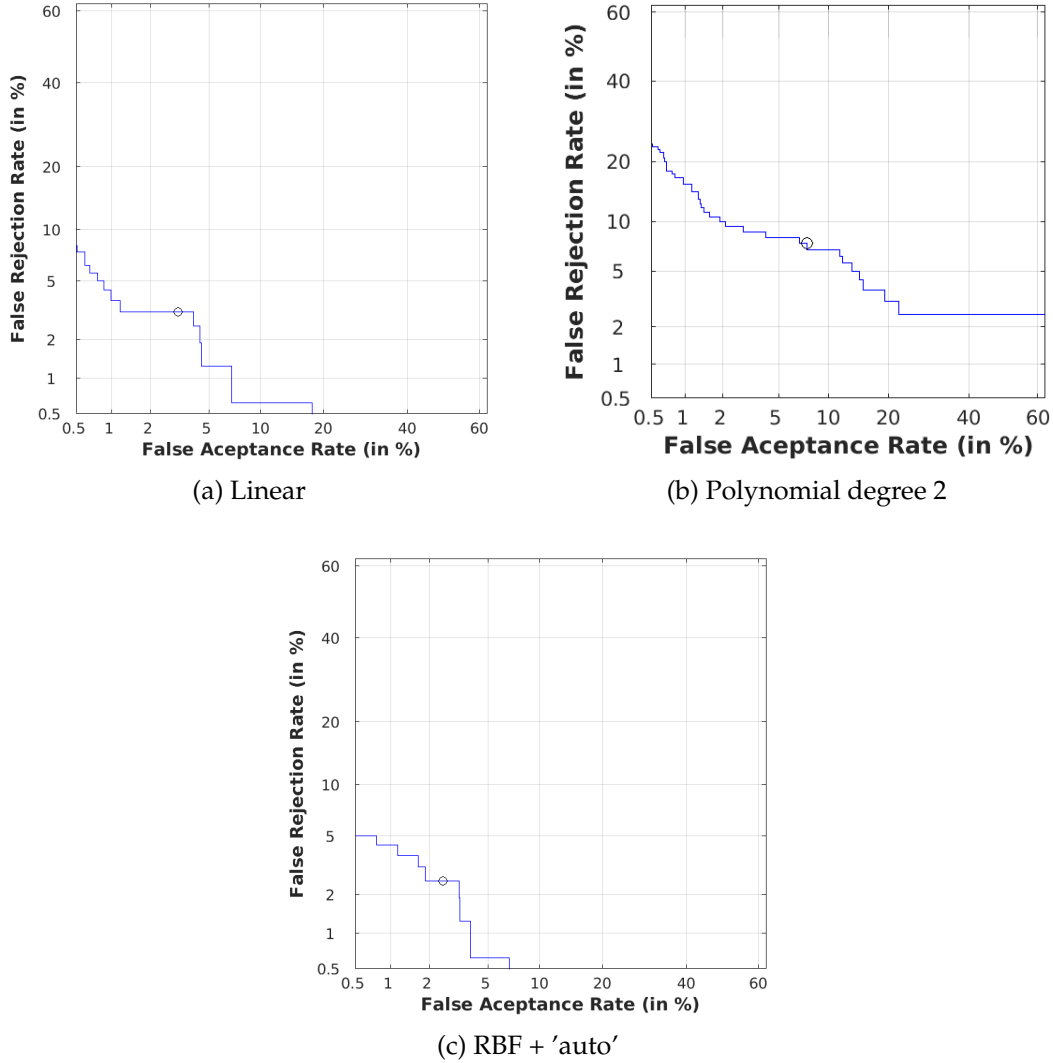 60
40
20
10
5
2
1
0.5
False Rejection Rate (in %)
0.5 1 2 5 10 20 40 60
False Aceptance Rate (in %)
(a) Linear
60
40
20
10
5
2
1
0.5
False Rejection Rate (in %)
0.5 1 2 5 10 20 40 60
False Aceptance Rate (in %)
(b) Polynomial degree 2
60
40
20
10
5
2
1
0.5
False Rejection Rate (in %)
0.5 1 2 5 10 20 40 60
False Aceptance Rate (in %)
(c) RBF + ’auto’